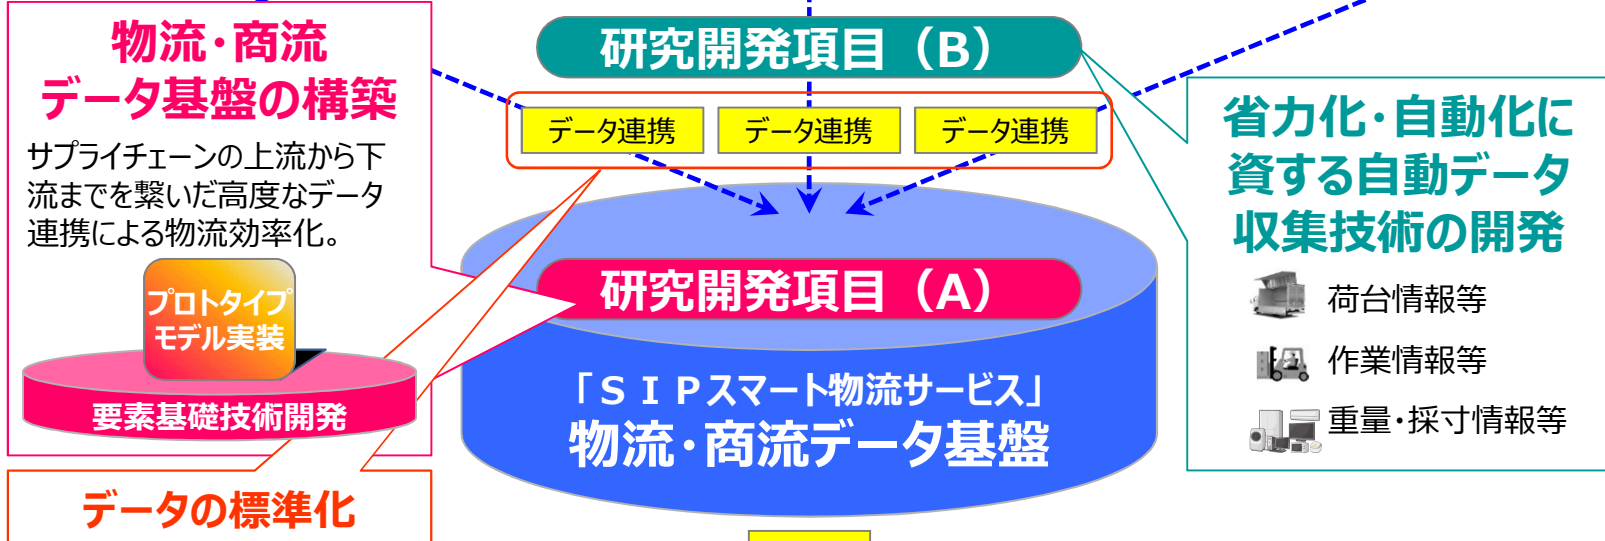 物流・商流
データ基盤の構築
サプライチェーンの上流から下
流までを繋いだ高度なデータ
連携による物流効率化。
プロトタイプ
モデル実装
要素基礎技術開発
データの標準化
研究開発項目（B）
データ連携
データ連携
データ連携
研究開発項目（A）
「ＳＩＰスマート物流サービス」
物流・商流データ基盤
省力化・自動化に
資する自動データ
収集技術の開発
荷台情報等
作業情報等
重量・採寸情報等